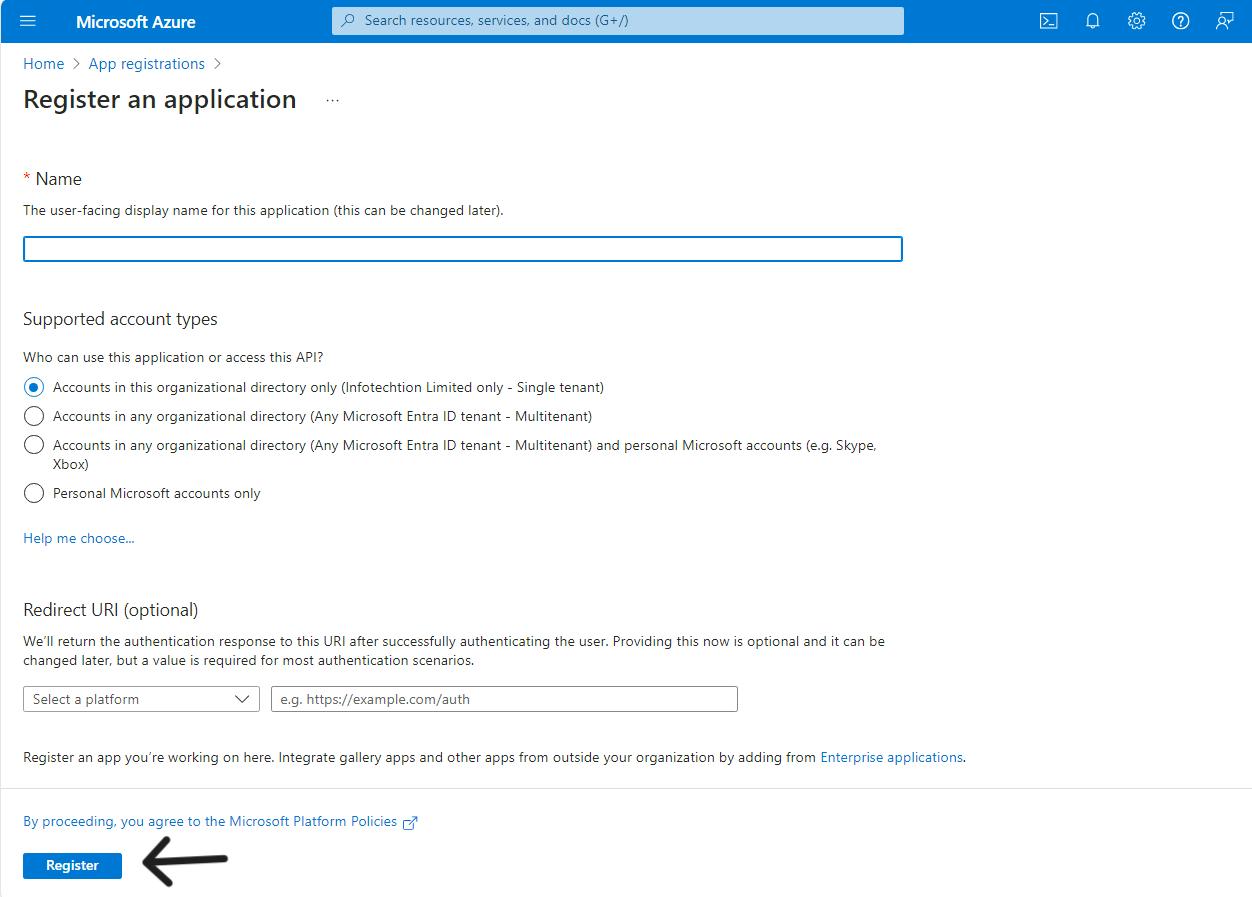 Microsoft Azure
Search resources, services, and docs (G+/)
Home > App registrations >
Register an application ...
* Name
The user-facing display name for this application (this can be changed later).
Supported account types
Who can use this application or access this API?
Accounts in this organizational directory only (Infotechtion Limited only - Single tenant)
Accounts in any organizational directory (Any Microsoft Entra ID tenant - Multitenant)
Accounts in any organizational directory (Any Microsoft Entra ID tenant - Multitenant) and personal Microsoft accounts (e.g. Skype,
Xbox)
Personal Microsoft accounts only
Help me choose...
Redirect URI (optional)
We'll return the authentication response to this URI after successfully authenticating the user. Providing this now is optional and it can be
changed later, but a value is required for most authentication scenarios.
Select a platform
e.g. https://example.com/auth
Register an app you're working on here. Integrate gallery apps and other apps from outside your organization by adding from Enterprise applications.
By proceeding, you agree to the Microsoft Platform Policies
Register